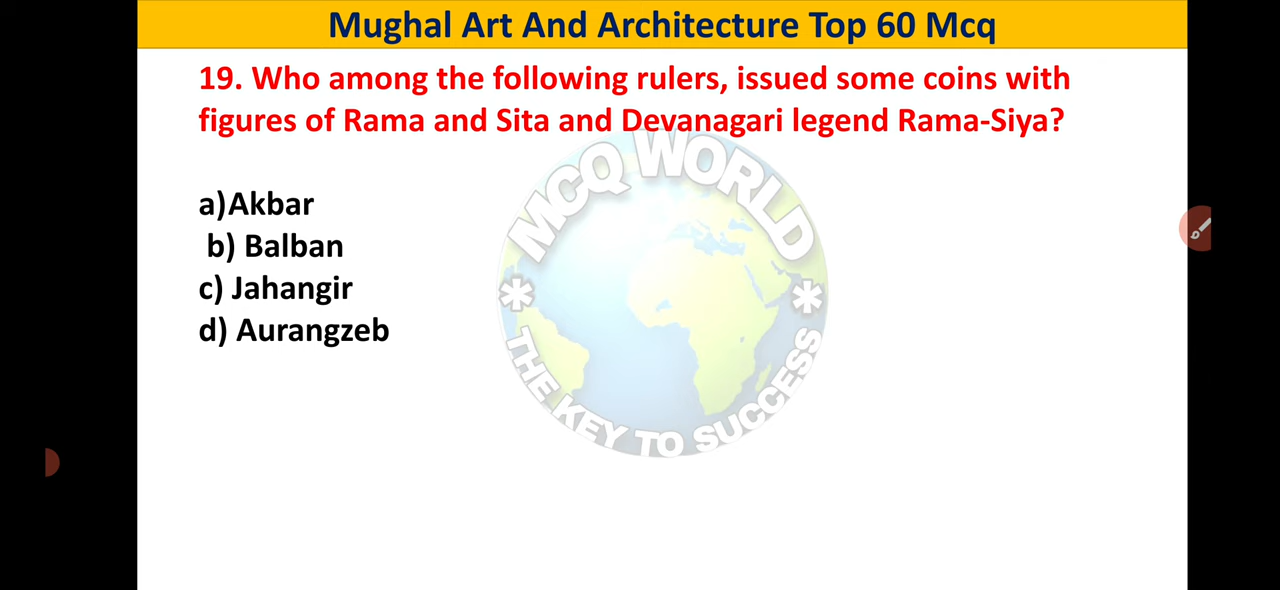 Mughal Art And Architecture Top 60 Mcq
19. Who among the following rulers, issued some coins with
figures of Rama and Sita and Devanagari legend Rama-Siya?
a)Akbar
b) Balban
c) Jahangir
d) Aurangzeb
MCQ WORLD
* THE KEY TO SUCCESS *